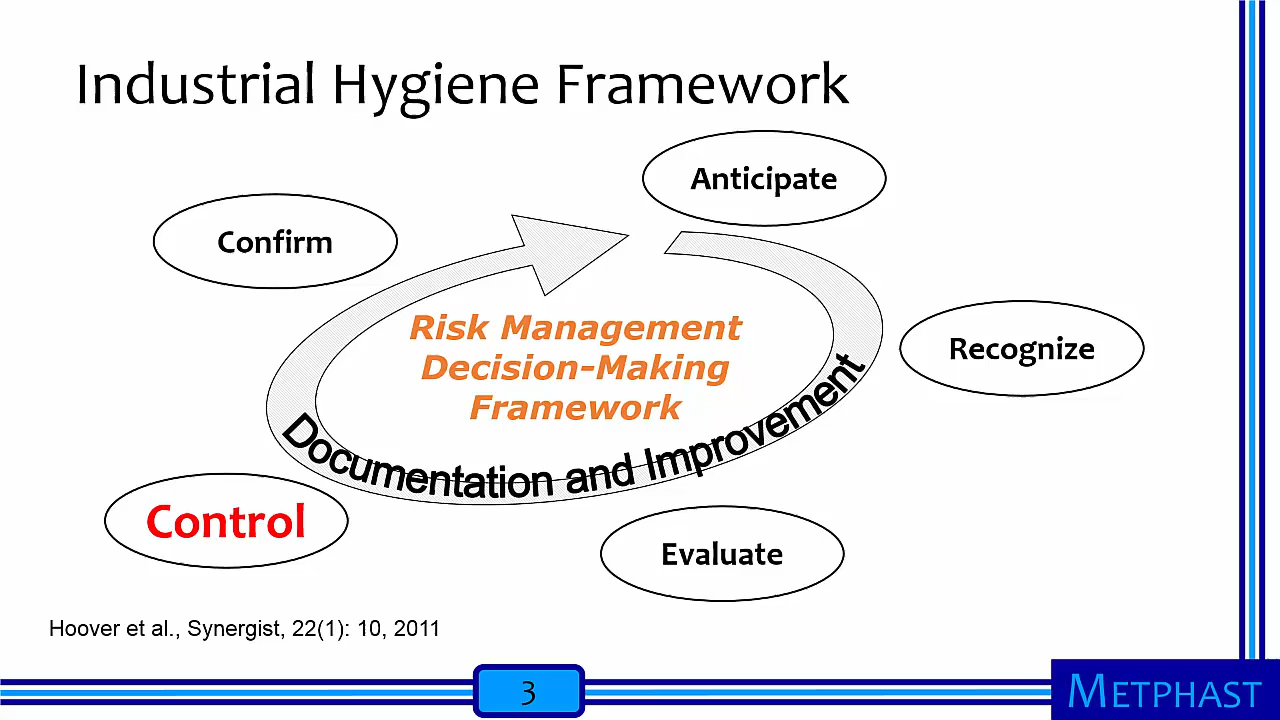 Industrial Hygiene Framework
Anticipate
Confirm
Risk Management
Decision-Making
Framework
Recognize
Documentation and Improvement
Control
Evaluate
Hoover et al., Synergist, 22(1): 10, 2011
3
METPHAST